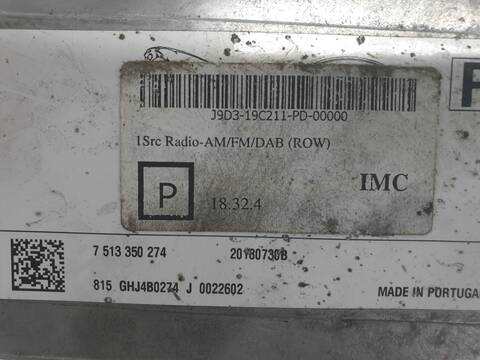 J9D3-19C211-PD-00000
1Src Radio-AM/FM/DAB (ROW)
P
18.32.4
IMC
7 513 350 274
20180730B
815 GHJ4B0274 J 0022602
MADE IN PORTUGA